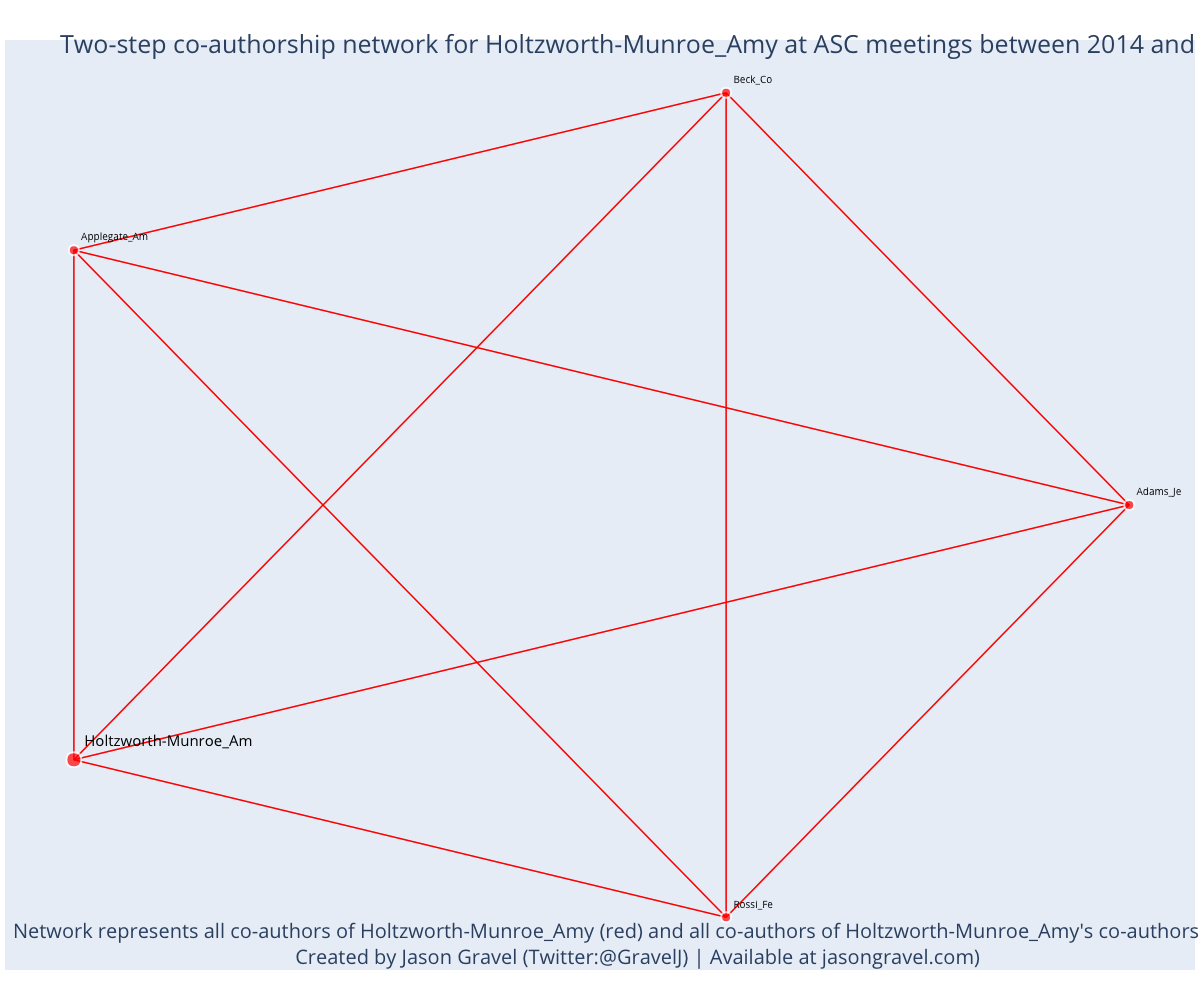 Two-step co-authorship network for Holtzworth-Munroe_Amy at ASC meetings between 2014 and
Beck_Co
Applegate_Am
Adams_Je
Holtzworth-Munroe_Am
Rossi_Fe
Network represents all co-authors of Holtzworth-Munroe_Amy (red) and all co-authors of Holtzworth-Munroe_Amy's co-authors
Created by Jason Gravel (Twitter:@GravelJ) | Available at jasongravel.com)